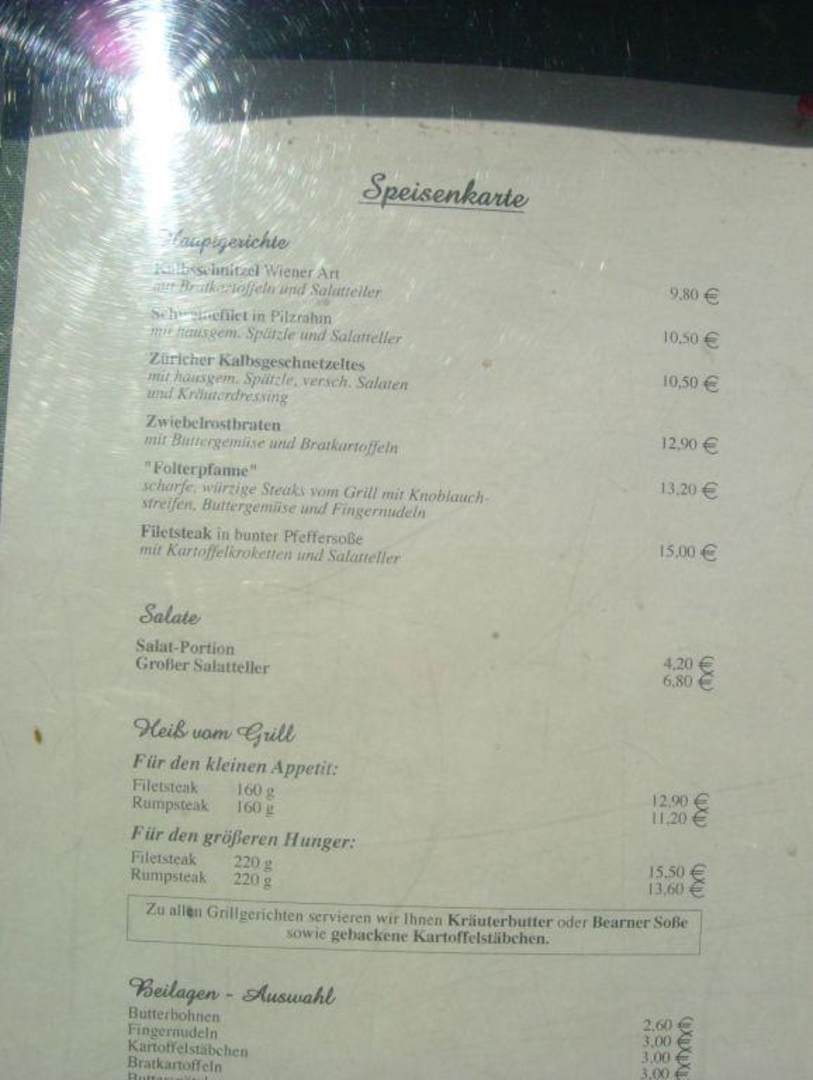 Speisenkarte
Hauptgerichte
Kalbsschnitzel Wiener Art
mit Bratkartoffeln und Salatteller 9,80 €
Schweinefilet in Pilzrahm
mit hausgem. Spätzle und Salatteller 10,50 €
Züricher Kalbsgeschnetzeltes
mit hausgem. Spätzle, versch. Salaten 10,50 €
und Kräuterdressing
Zwiebelrostbraten
mit Buttergemüse und Bratkartoffeln 12,90 €
"Folterpfanne"
scharfe, würzige Steaks vom Grill mit Knoblauch- 13,20 €
streifen, Buttergemüse und Fingernudeln
Filetsteak in bunter Pfeffersoße
mit Kartoffelkroketten und Salatteller 15,00 €
Salate
Salat-Portion 4,20 €
Großer Salatteller 6,80 €
Heiß vom Grill
Für den kleinen Appetit:
Filetsteak 160 g 12,90 €
Rumpsteak 160 g 11,20 €
Für den größeren Hunger:
Filetsteak 220 g 15,50 €
Rumpsteak 220 g 13,60 €
Zu allen Grillgerichten servieren wir Ihnen Kräuterbutter oder Bearner Soße
sowie gebackene Kartoffelstäbchen.
Beilagen - Auswahl
Butterbohnen 2,60 €
Fingernudeln 3,00 €
Kartoffelstäbchen 3,00 €
Bratkartoffeln 3,00 €